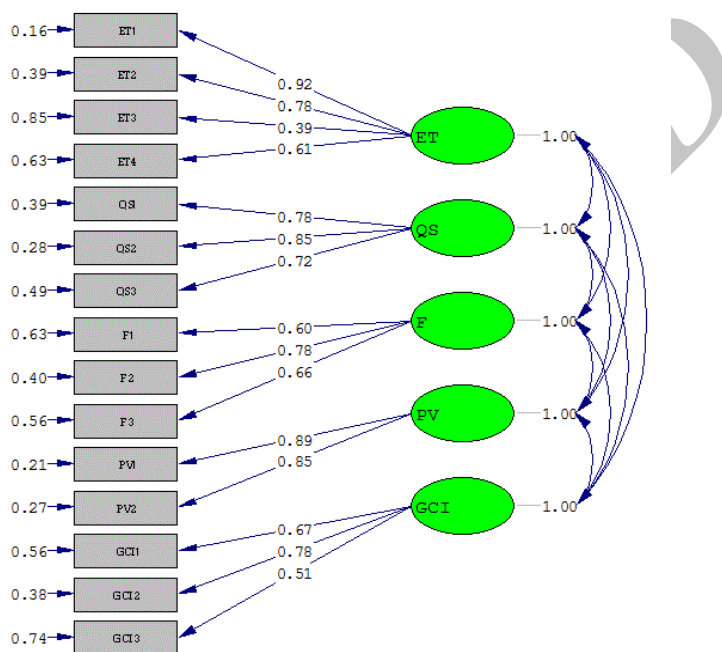 0.16 ET1
0.39 ET2
0.92
0.78
0.85 ET3
0.39
ET 1.00
0.61
0.63 ET4
0.39 QS1
0.78
QS 1.00
0.28 QS2
0.85
0.72
0.49 QS3
0.63 F1
0.60
F 1.00
0.78
0.66
0.40 F2
0.56 F3
PV 1.00
0.89
0.85
0.21 PV1
0.27 PV2
GCI 1.00
0.67
0.56 GCI1
0.78
0.51
0.38 GCI2
0.74 GCI3